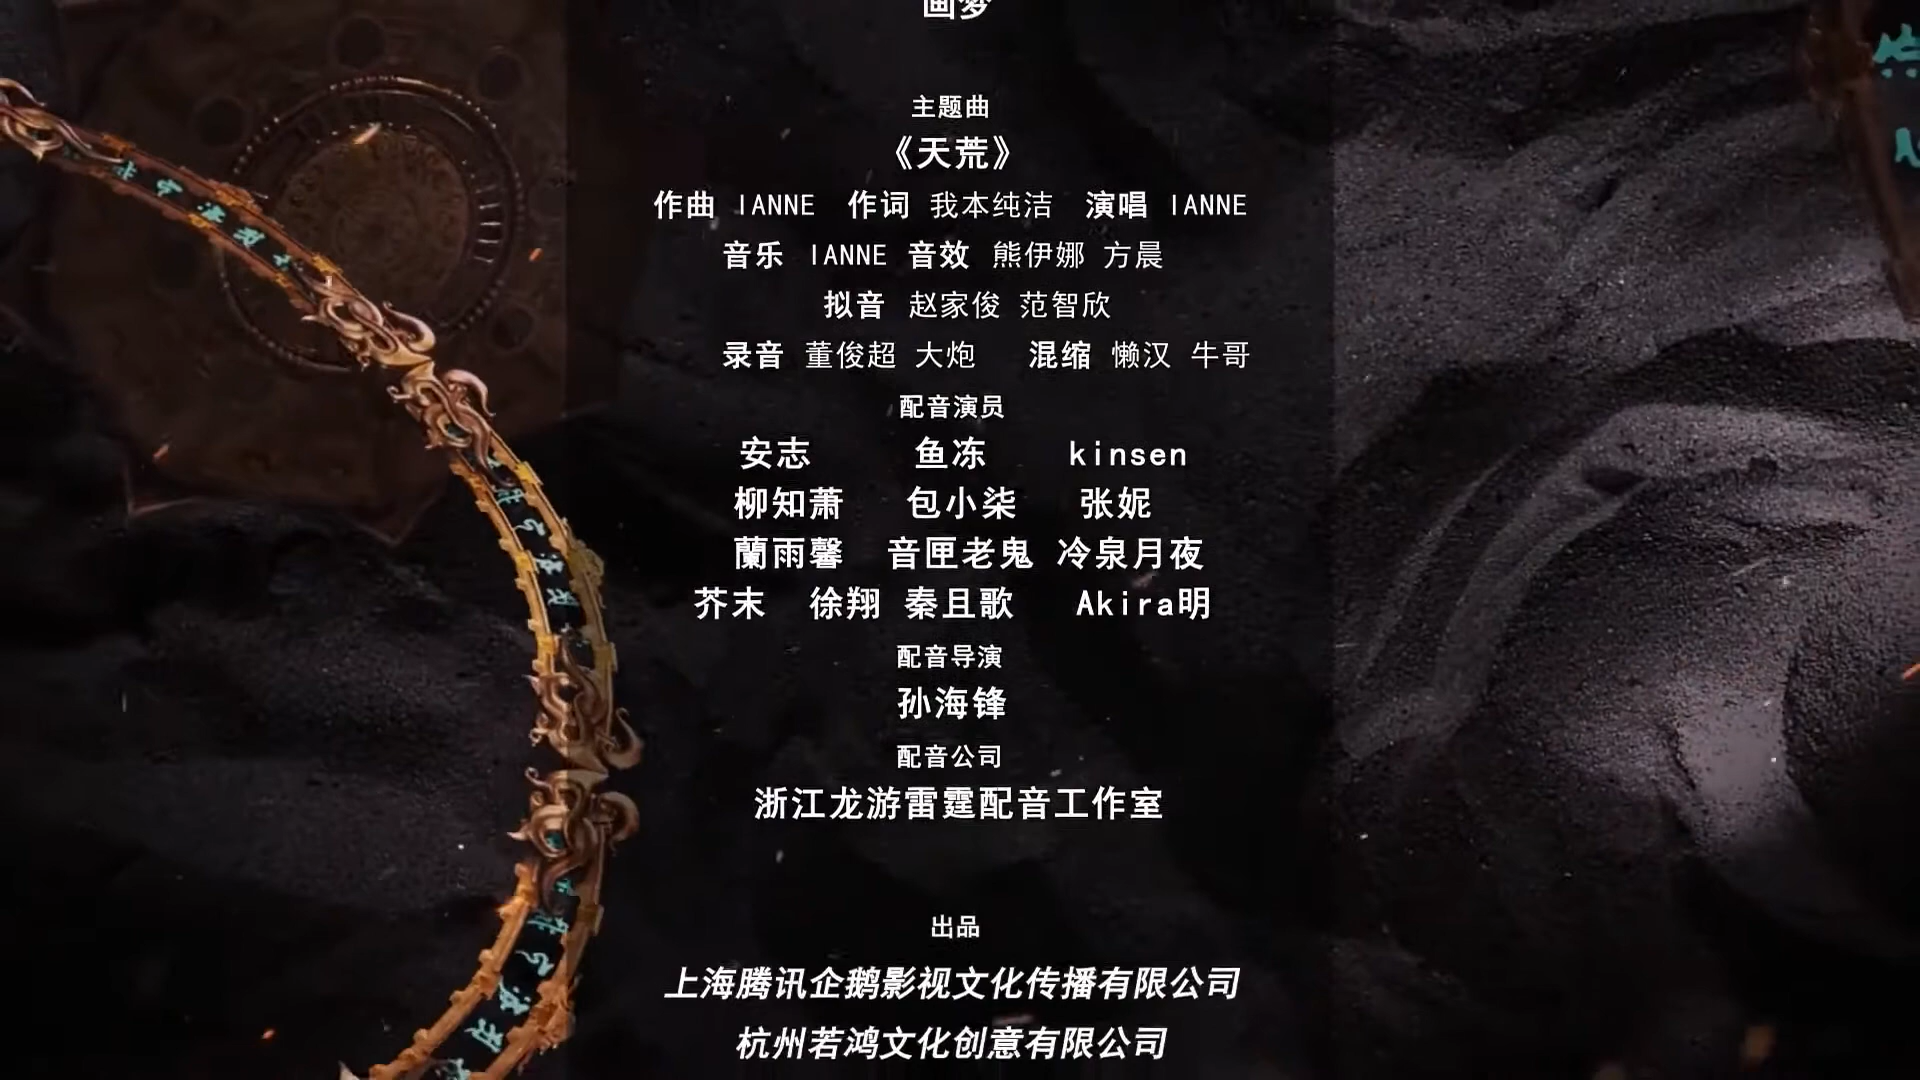 画梦
主题曲
《天荒》
作曲 IANNE 作词 我本纯洁 演唱 IANNE
音乐 IANNE 音效 熊伊娜 方晨
拟音 赵家俊 范智欣
录音 董俊超 大炮 混缩 懒汉 牛哥
配音演员
安志 鱼冻 kinsen
柳知萧 包小柒 张妮
蘭雨馨 音匣老鬼 冷泉月夜
芥末 徐翔 秦且歌 Akira明
配音导演
孙海锋
配音公司
浙江龙游雷霆配音工作室
出品
上海腾讯企鹅影视文化传播有限公司
杭州若鸿文化创意有限公司